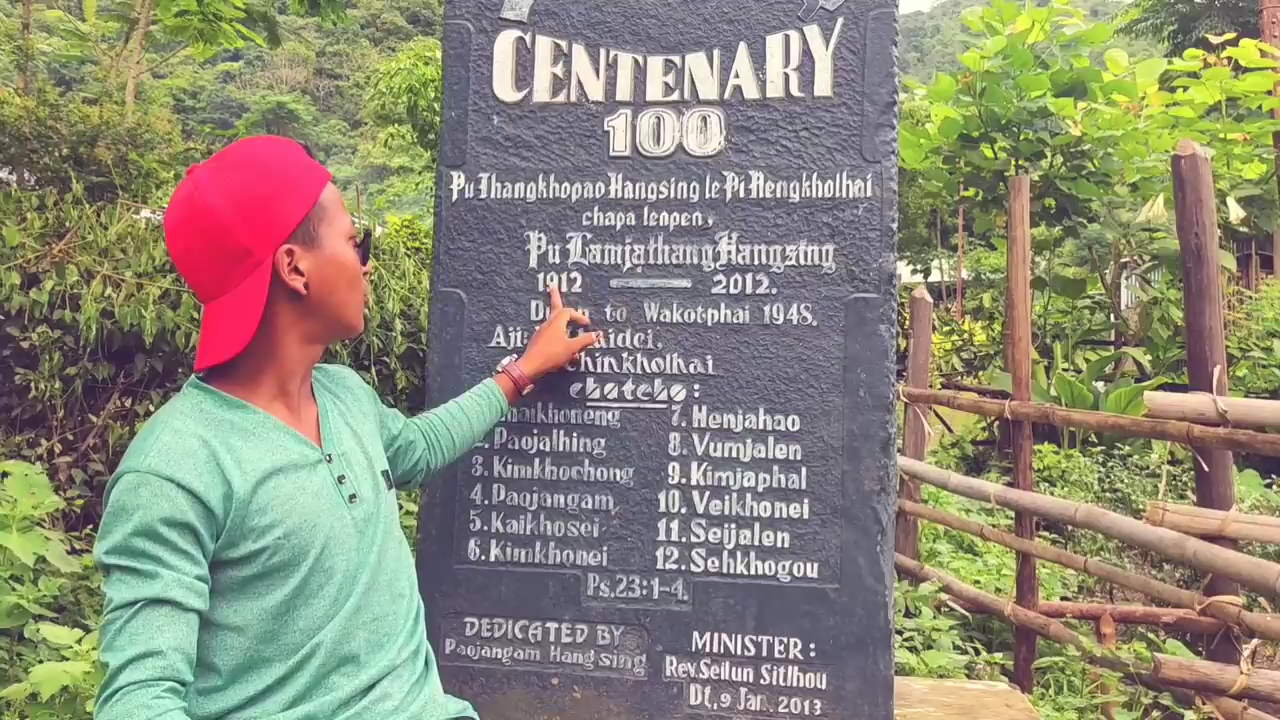 CENTENARY
100
Pu Thangkhopao Hangsing le Pi Nengkholhai
chapa lenpen,
Pu Lamjathang Hangsing
1912 — 2012.
to Wakotphai 1948.
chatche:
2. Paojalhing
3. Kimkhochong
4. Paojangam
5. Kaikhosei
6. Kimkhonei
7. Henjahao
8. Vumjalen
9. Kimjaphal
10. Veikhonei
11. Seijalen
12. Sehkhogou
Ps. 23:1-4.
DEDICATED BY
Paojangam Hangsing
MINISTER:
Rev. Seilun Sitlhou
Dt, 9 Jan, 2013